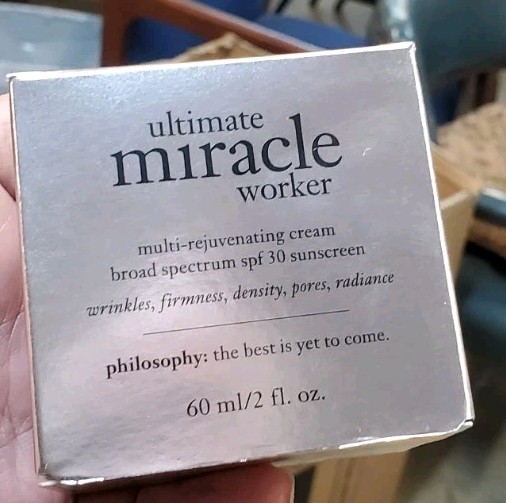 ultimate
miracle
worker
multi-rejuvenating cream
broad spectrum spf 30 sunscreen
wrinkles, firmness, density, pores, radiance
philosophy: the best is yet to come.
60 ml/2 fl. oz.